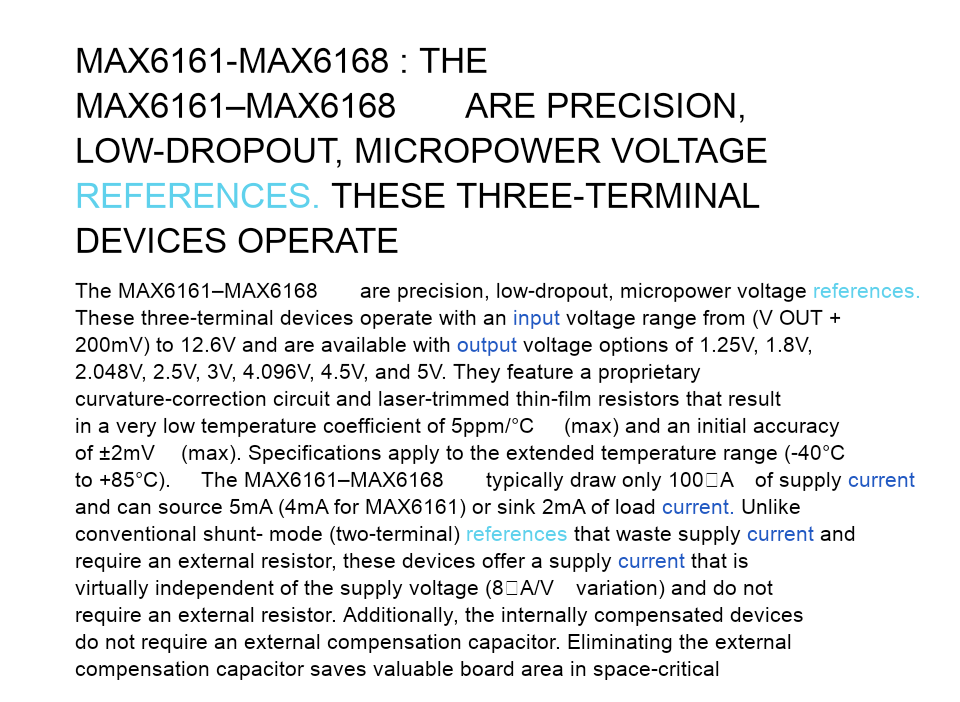 MAX6161-MAX6168 : THE
MAX6161–MAX6168 ARE PRECISION,
LOW-DROPOUT, MICROPOWER VOLTAGE
REFERENCES. THESE THREE-TERMINAL
DEVICES OPERATE
The MAX6161–MAX6168 are precision, low-dropout, micropower voltage references.
These three-terminal devices operate with an input voltage range from (V OUT +
200mV) to 12.6V and are available with output voltage options of 1.25V, 1.8V,
2.048V, 2.5V, 3V, 4.096V, 4.5V, and 5V. They feature a proprietary
curvature-correction circuit and laser-trimmed thin-film resistors that result
in a very low temperature coefficient of 5ppm/°C (max) and an initial accuracy
of ±2mV (max). Specifications apply to the extended temperature range (-40°C
to +85°C). The MAX6161–MAX6168 typically draw only 100□A of supply current
and can source 5mA (4mA for MAX6161) or sink 2mA of load current. Unlike
conventional shunt- mode (two-terminal) references that waste supply current and
require an external resistor, these devices offer a supply current that is
virtually independent of the supply voltage (8□A/V variation) and do not
require an external resistor. Additionally, the internally compensated devices
do not require an external compensation capacitor. Eliminating the external
compensation capacitor saves valuable board area in space-critical